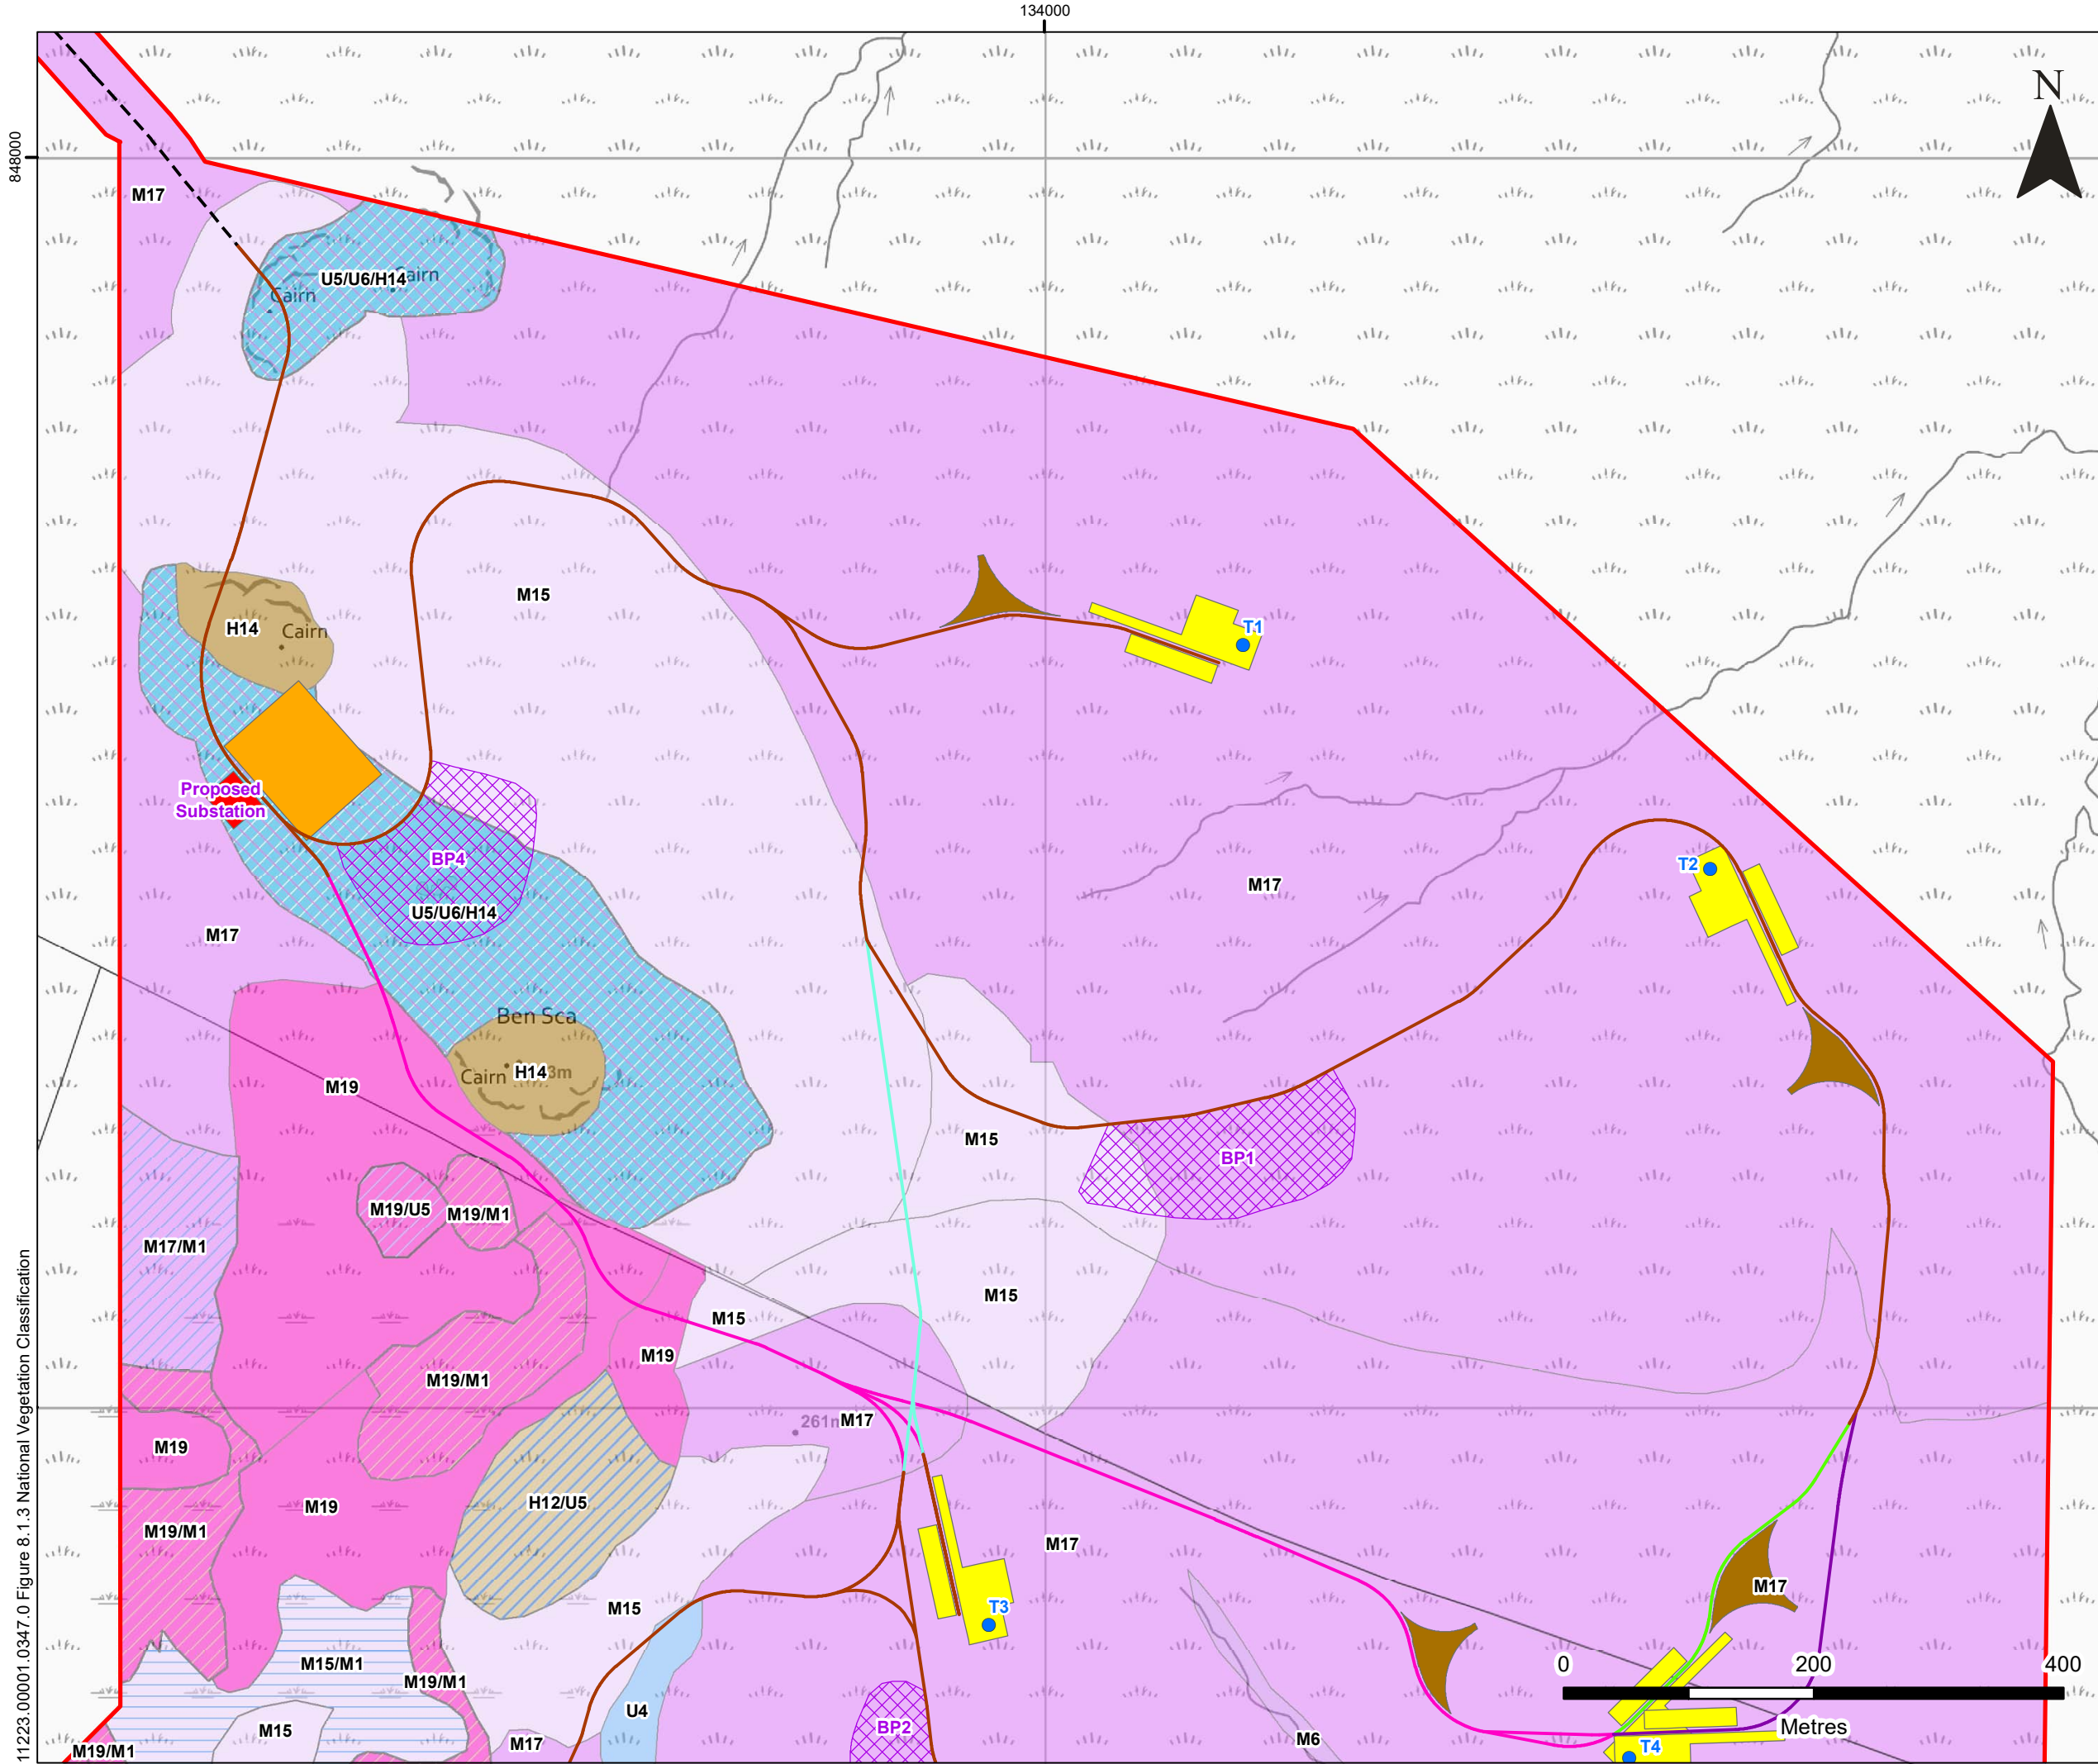 134000
848000
N
M17
U5/U6/H14
Cairn
Cairn
M15
H14
Cairn
T1
Proposed
Substation
BP4
T2
M17
U5/U6/H14
M17
Ben Sca
Cairn
H14
3m
M19
M15
BP1
M19/U5
M19/M1
M17/M1
M15
M15
M19
M19/M1
261m
M17
M19
H12/U5
M19
M19/M1
M17
M17
M15
T3
M15/M1
M19/M1
0
200
400
U4
BP2
M15
M17
M6
Metres
M19/M1
T4
11223.00001.0347.0 Figure 8.1.3 National Vegetation Classification